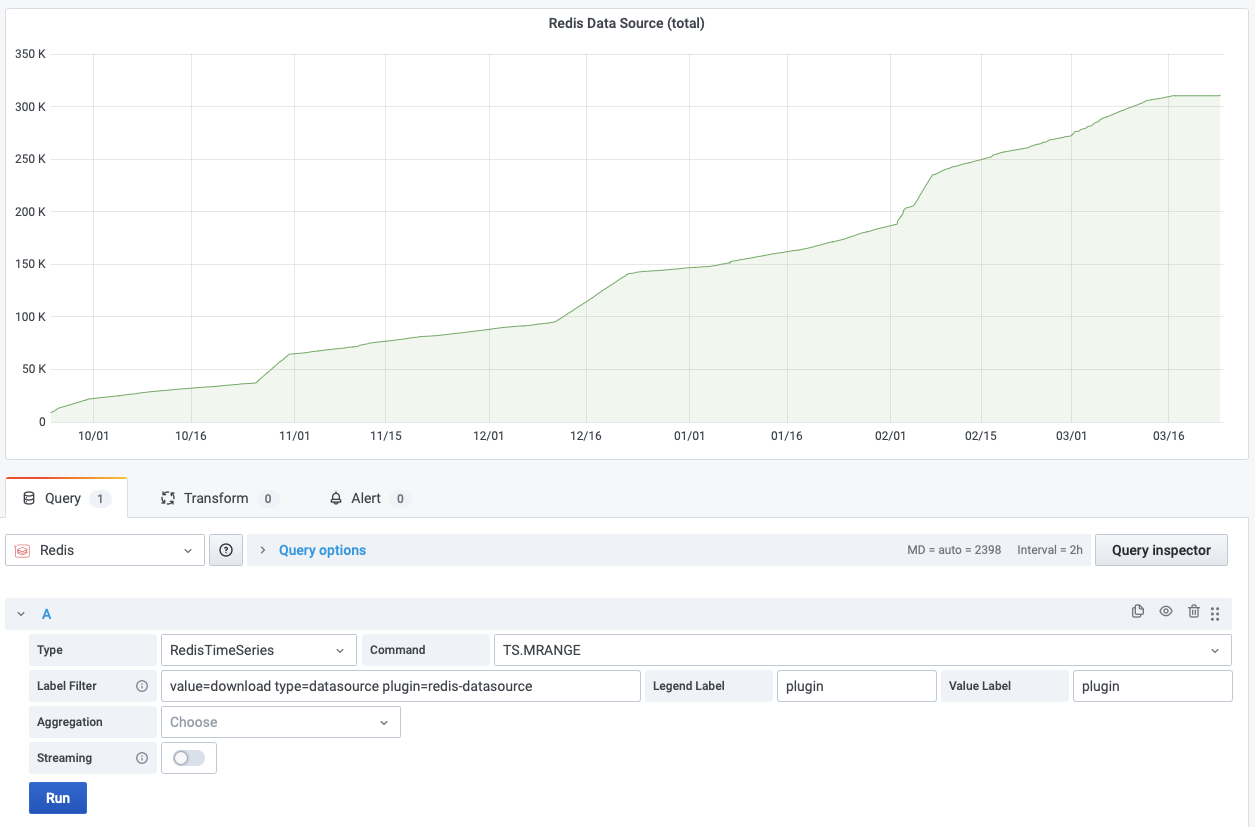 Redis Data Source (total)
350 K
300 K
250 K
200 K
150 K
100 K
50 K
0
10/01 10/16 11/01 11/15 12/01 12/16 01/01 01/16 02/01 02/15 03/01 03/16
Query 1 Transform 0 Alert 0
Redis Query options MD = auto = 2398 Interval = 2h Query inspector
A
Type RedisTimeSeries Command TS.MRANGE
Label Filter value=download type=datasource plugin=redis-datasource Legend Label plugin Value Label plugin
Aggregation Choose
Streaming
Run